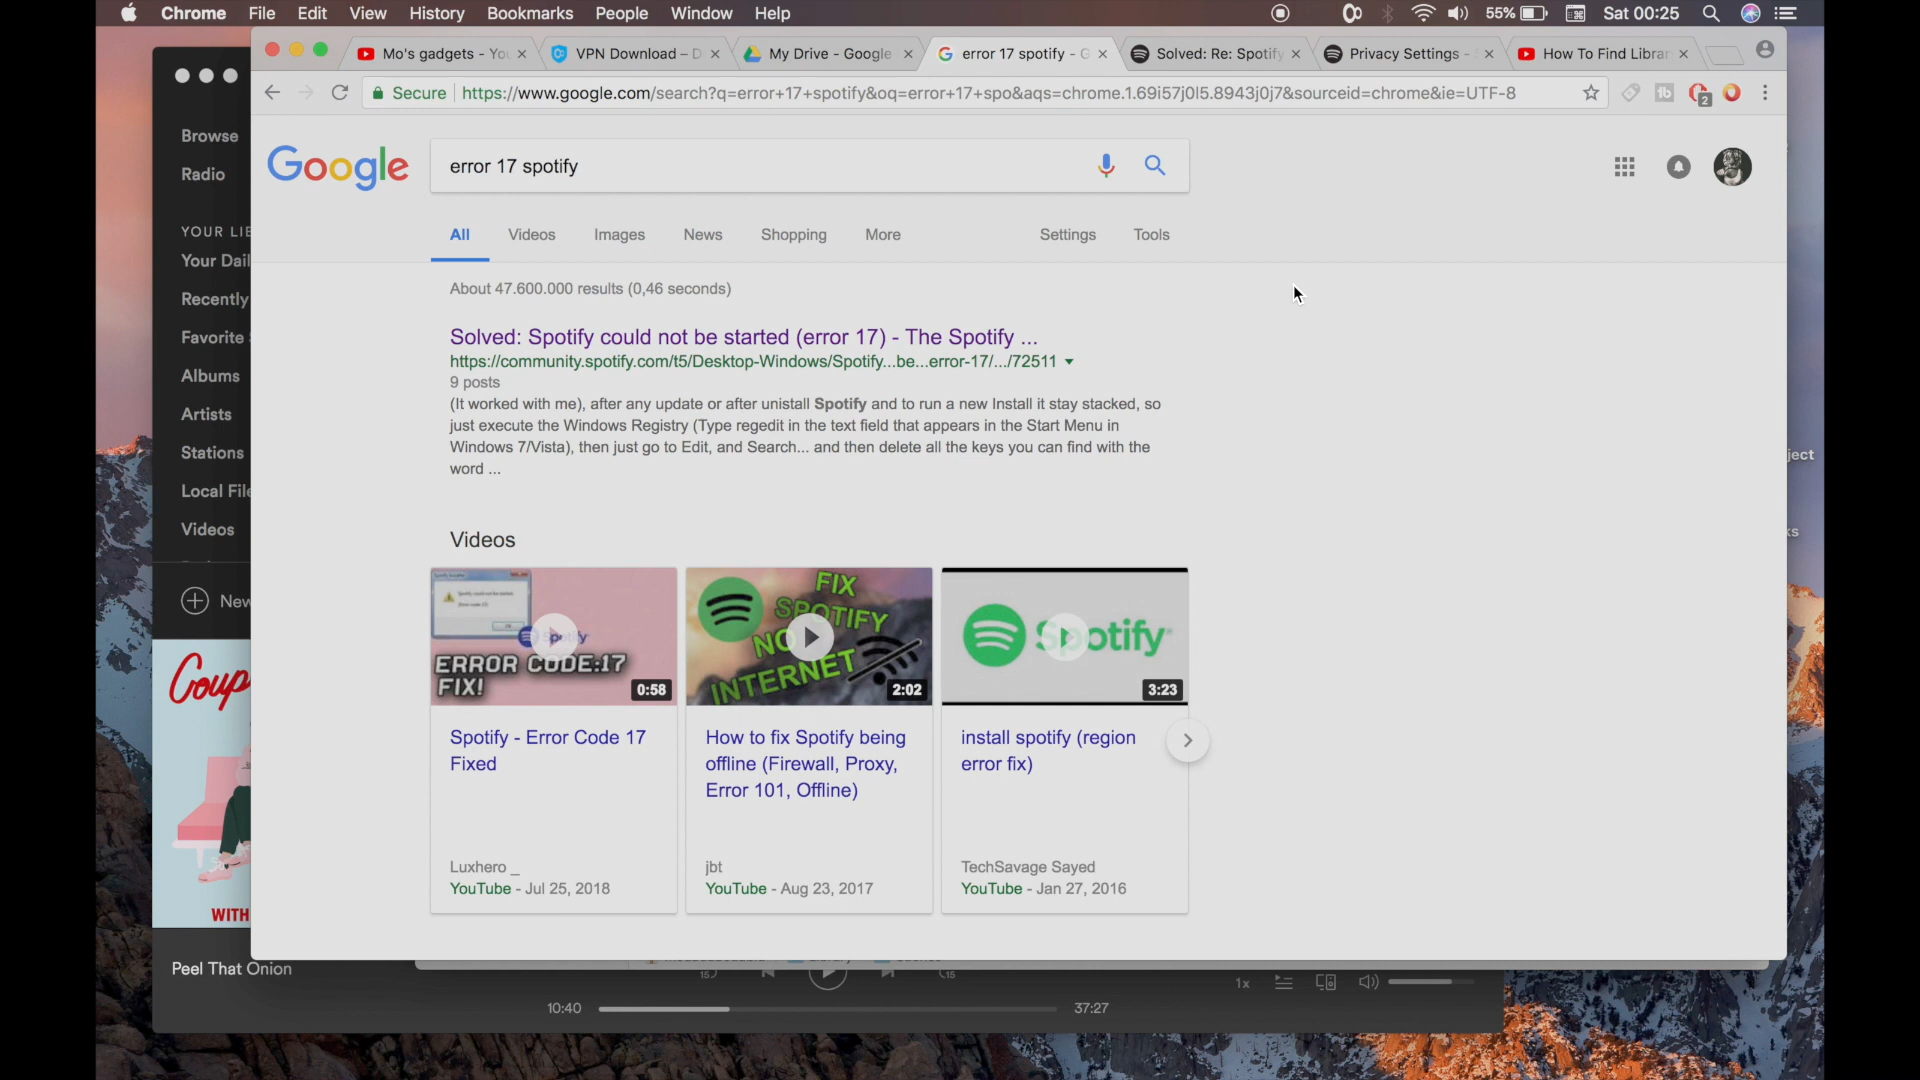 Chrome File Edit View History Bookmarks People Window Help 55% Sat 00:25
Mo's gadgets - You
VPN Download – D
My Drive - Google
error 17 spotify - G
Solved: Re: Spotify
Privacy Settings -
How To Find Librar
Secure https://www.google.com/search?q=error+17+spotify&oq=error+17+spo&aqs=chrome.1.69i57j0l5.8943j0j7&sourceid=chrome&ie=UTF-8
2
Google
error 17 spotify
All Videos Images News Shopping More Settings Tools
About 47.600.000 results (0,46 seconds)
Solved: Spotify could not be started (error 17) - The Spotify ...
https://community.spotify.com/t5/Desktop-Windows/Spotify...be...error-17/.../72511
9 posts
(It worked with me), after any update or after unistall Spotify and to run a new Install it stay stacked, so
just execute the Windows Registry (Type regedit in the text field that appears in the Start Menu in
Windows 7/Vista), then just go to Edit, and Search... and then delete all the keys you can find with the
word ...
Videos
ERROR CODE:17
FIX!
0:58
FIX
SPOTIFY
NO
INTERNET
2:02
Spotify
3:23
Spotify - Error Code 17
Fixed
Luxhero _
YouTube - Jul 25, 2018
How to fix Spotify being
offline (Firewall, Proxy,
Error 101, Offline)
jbt
YouTube - Aug 23, 2017
install spotify (region
error fix)
TechSavage Sayed
YouTube - Jan 27, 2016
Browse
Radio
YOUR LIB
Your Dail
Recently
Favorite
Albums
Artists
Stations
Local File
Videos
New
Coup
WITH
Peel That Onion
15
15
10:40
37:27
1x
ject
ks